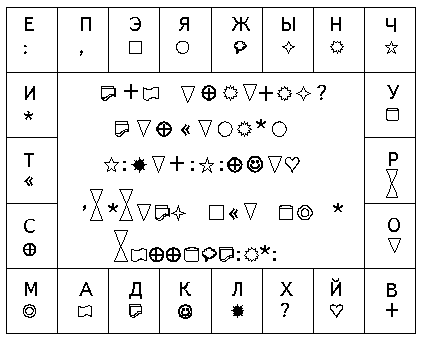 Е П Э Я Ж Ы Н Ч
И У
Т Р
С О
М А Д К Л Х Й В